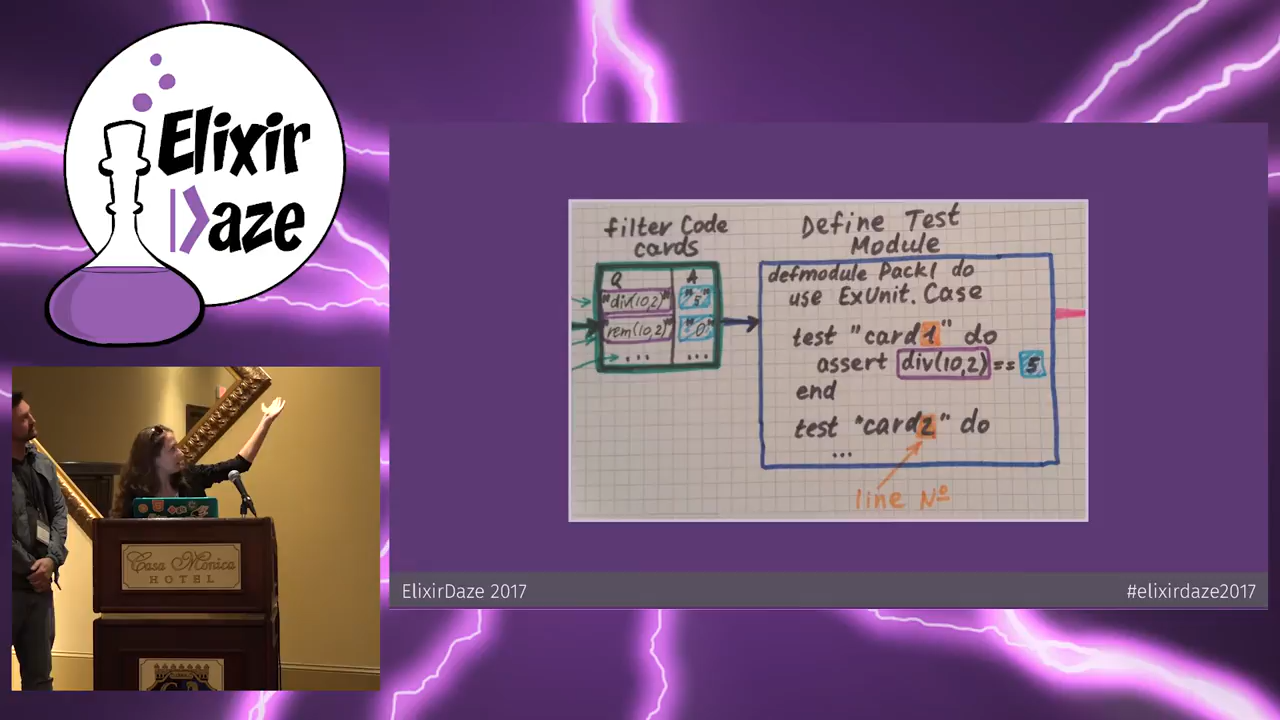 Elixir
Daze
filter Code
cards
Q A
"div(10,2)" "5"
"rem(10,2)" "0"
... ...
Define Test
Module
defmodule Pack1 do
use ExUnit.Case
test "card1" do
assert div(10,2) == 5
end
test "card2" do
...
line №
Casa Monica
HOTEL
ElixirDaze 2017
#elixirdaze2017